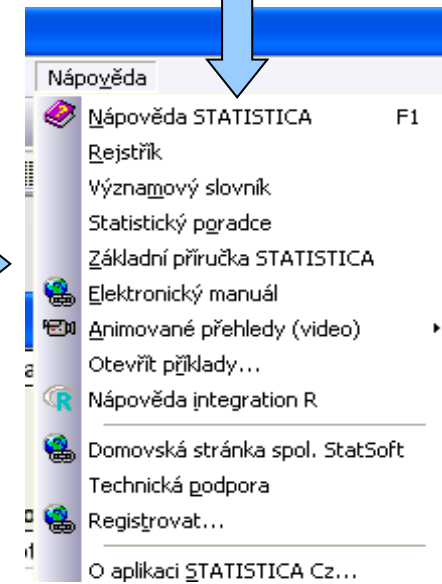 Nápověda
Nápověda STATISTICA F1
Rejstřík
Významový slovník
Statistický poradce
Základní příručka STATISTICA
Elektronický manuál
Animované přehledy (video)
Otevřít příklady...
Nápověda integration R
Domovská stránka spol. StatSoft
Technická podpora
Registrovat...
O aplikaci STATISTICA Cz...